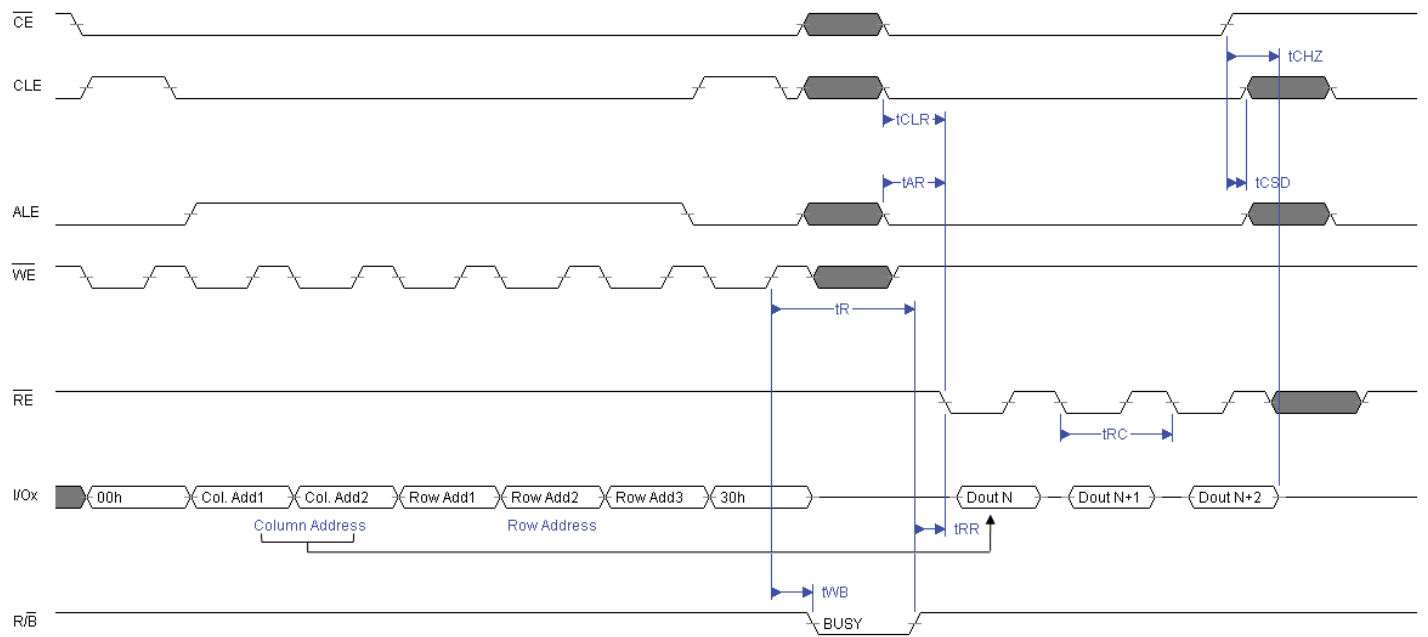 CE
tCHZ
CLE
tCLR
tAR
tCSD
ALE
WE
tR
RE
tRC
I/Ox
00h
Col. Add1
Col. Add2
Row Add1
Row Add2
Row Add3
30h
Dout N
Dout N+1
Dout N+2
Column Address
Row Address
tRR
tWB
R/B
BUSY